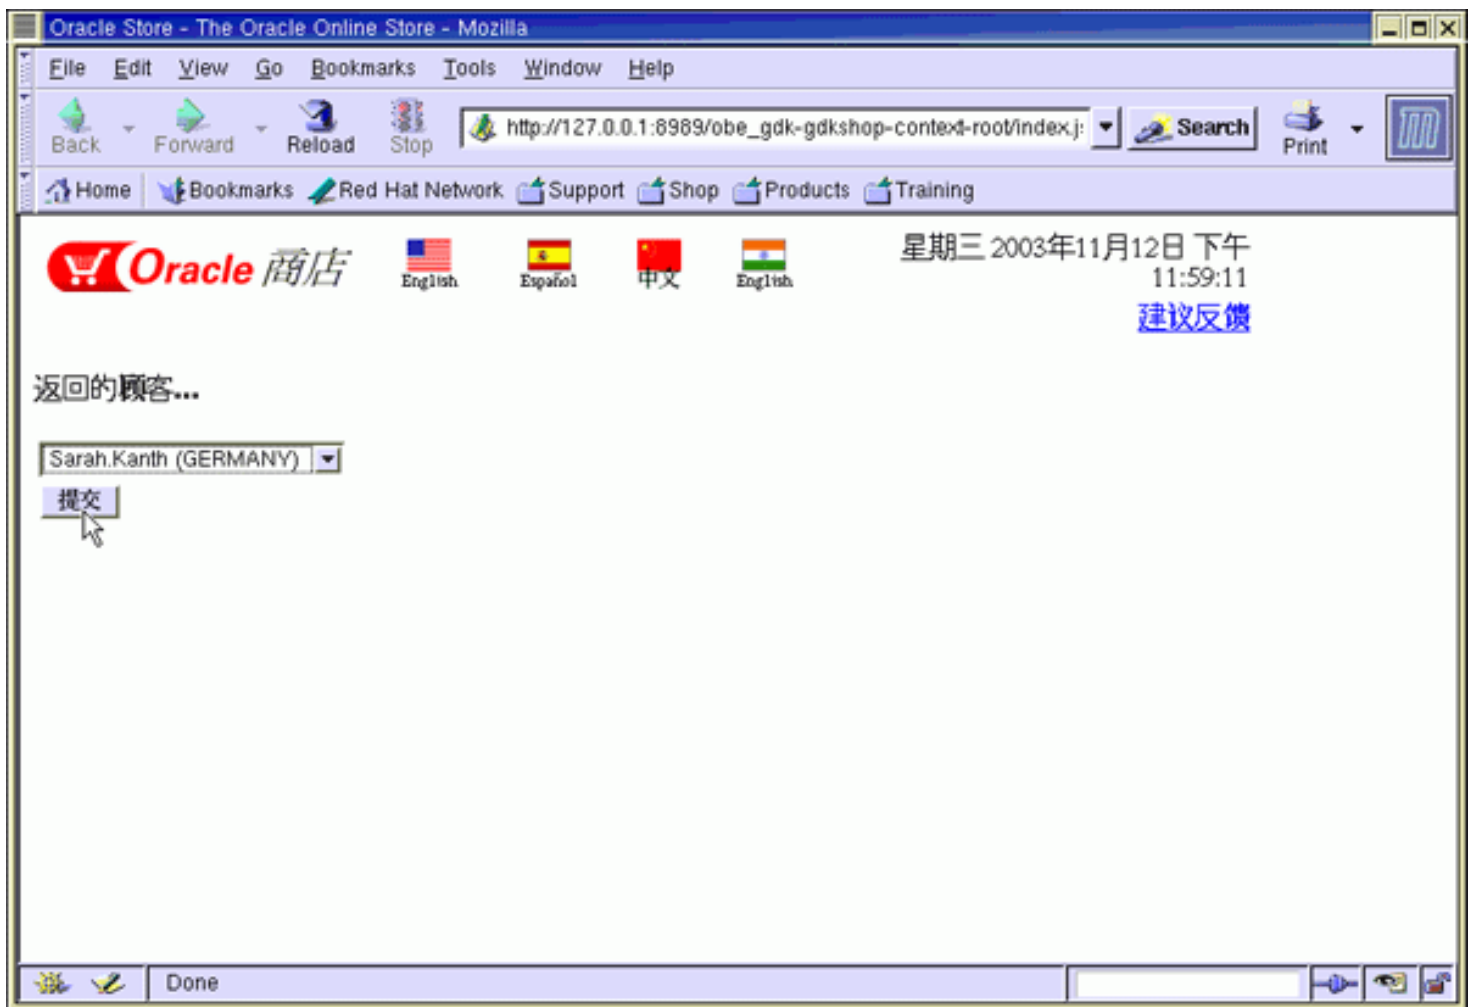 Oracle Store - The Oracle Online Store - Mozilla
File Edit View Go Bookmarks Tools Window Help
Back Forward Reload Stop http://127.0.0.1:8989/obe_gdk-gdkshop-context-root/index.j Search Print
Home Bookmarks Red Hat Network Support Shop Products Training
Oracle 商店 English Español 中文 English
星期三 2003年11月12日 下午
11:59:11
建议反馈
返回的顾客...
Sarah.Kanth (GERMANY)
提交
Done